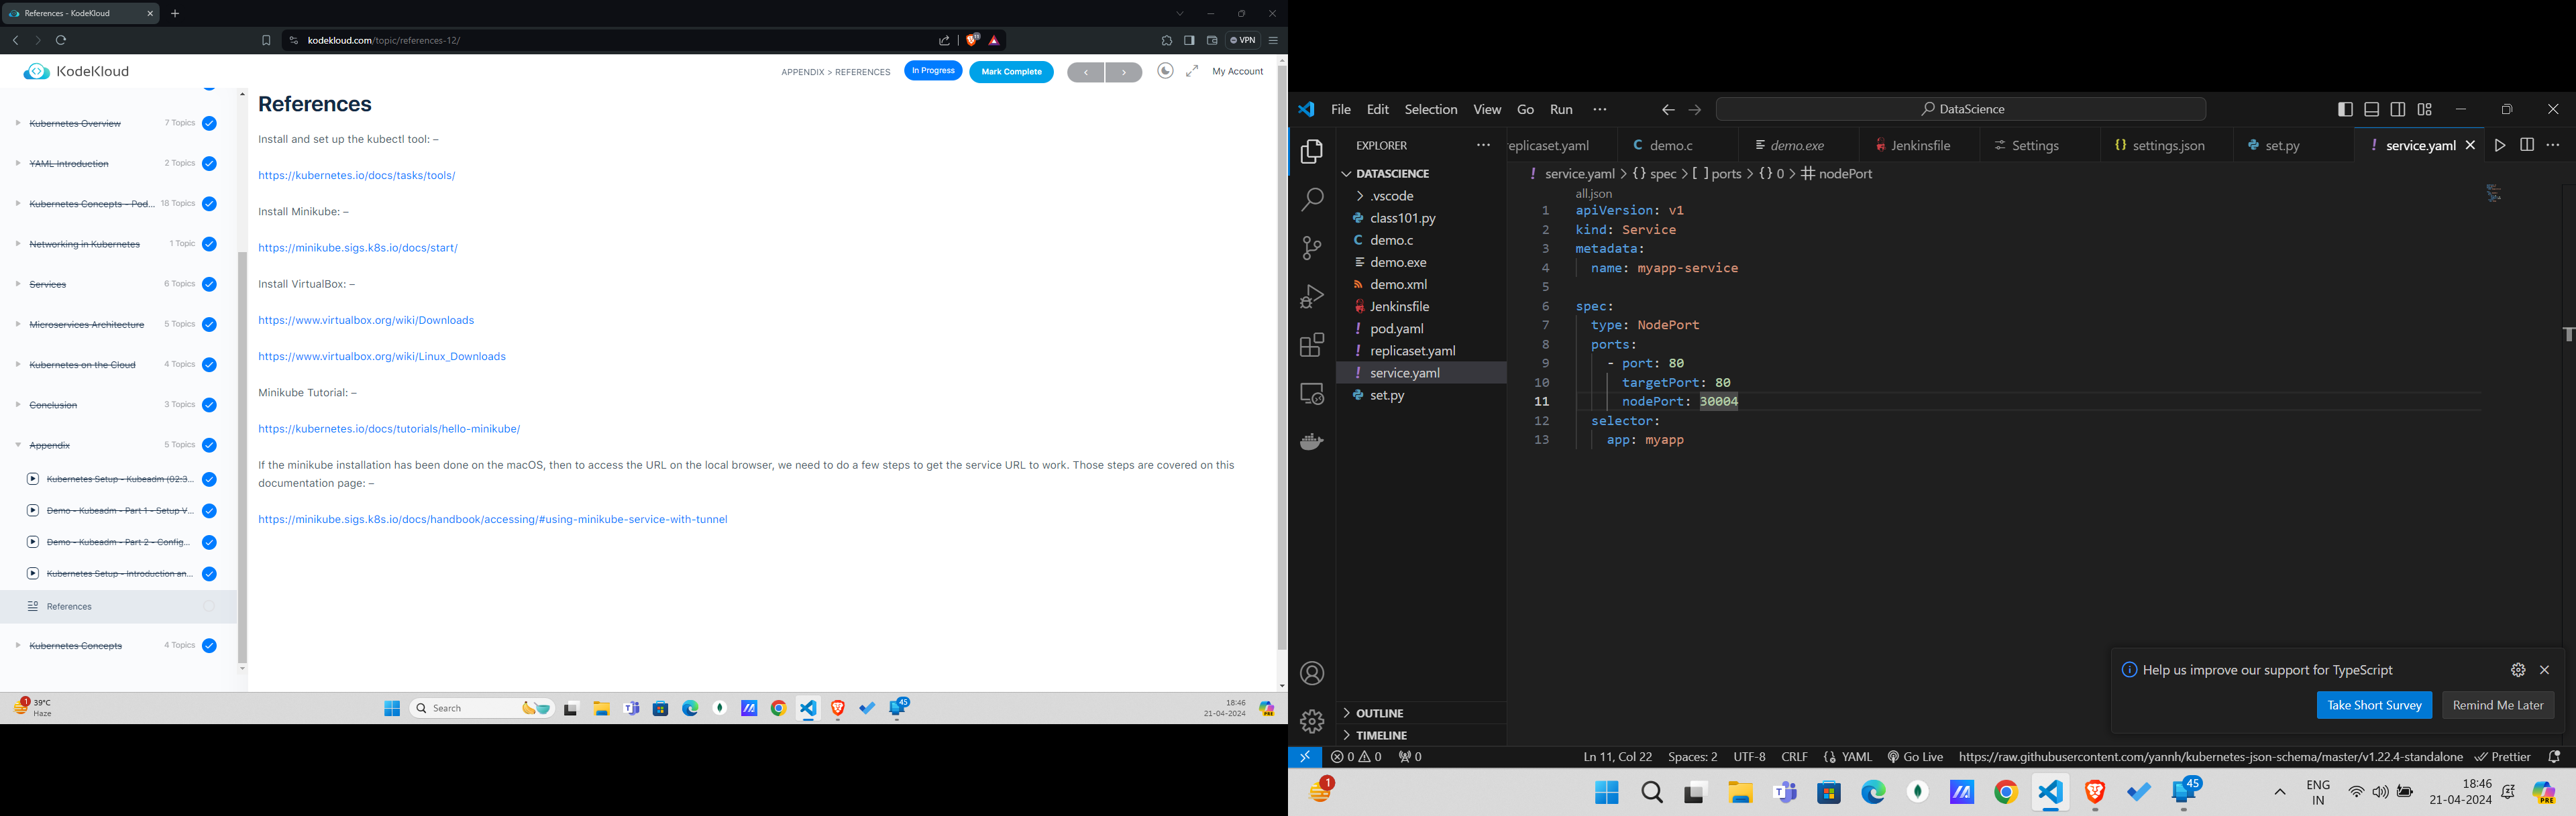 References - KodeKloud
kodekloud.com/topic/references-12/
VPN
KodeKloud
APPENDIX > REFERENCES
In Progress
Mark Complete
My Account
Kubernetes Overview
7 Topics
YAML Introduction
2 Topics
Kubernetes Concepts - Pod...
18 Topics
Networking in Kubernetes
1 Topic
Services
6 Topics
Microservices Architecture
5 Topics
Kubernetes on the Cloud
4 Topics
Conclusion
3 Topics
Appendix
5 Topics
Kubernetes Setup - Kubeadm (02:3...
Demo - Kubeadm - Part 1 - Setup V...
Demo - Kubeadm - Part 2 - Config...
Kubernetes Setup - Introduction an...
References
Kubernetes Concepts
4 Topics
References
Install and set up the kubectl tool: –
https://kubernetes.io/docs/tasks/tools/
Install Minikube: –
https://minikube.sigs.k8s.io/docs/start/
Install VirtualBox: –
https://www.virtualbox.org/wiki/Downloads
https://www.virtualbox.org/wiki/Linux_Downloads
Minikube Tutorial: –
https://kubernetes.io/docs/tutorials/hello-minikube/
If the minikube installation has been done on the macOS, then to access the URL on the local browser, we need to do a few steps to get the service URL to work. Those steps are covered on this
documentation page: –
https://minikube.sigs.k8s.io/docs/handbook/accessing/#using-minikube-service-with-tunnel
1
39°C
Haze
Search
45
18:46
21-04-2024
PRE
File Edit Selection View Go Run ...
DataScience
EXPLORER
DATASCIENCE
.vscode
class101.py
demo.c
demo.exe
demo.xml
Jenkinsfile
pod.yaml
replicaset.yaml
service.yaml
set.py
OUTLINE
TIMELINE
eplicaset.yaml
demo.c
demo.exe
Jenkinsfile
Settings
settings.json
set.py
service.yaml
service.yaml > {} spec > [ ] ports > {} 0 > # nodePort
all.json
1 apiVersion: v1
2 kind: Service
3 metadata:
4 name: myapp-service
5
6 spec:
7 type: NodePort
8 ports:
9 - port: 80
10 targetPort: 80
11 nodePort: 30004
12 selector:
13 app: myapp
Help us improve our support for TypeScript
Take Short Survey
Remind Me Later
0 0 0
Ln 11, Col 22
Spaces: 2
UTF-8
CRLF
YAML
Go Live
https://raw.githubusercontent.com/yannh/kubernetes-json-schema/master/v1.22.4-standalone
Prettier
1
45
ENG
IN
18:46
21-04-2024
PRE